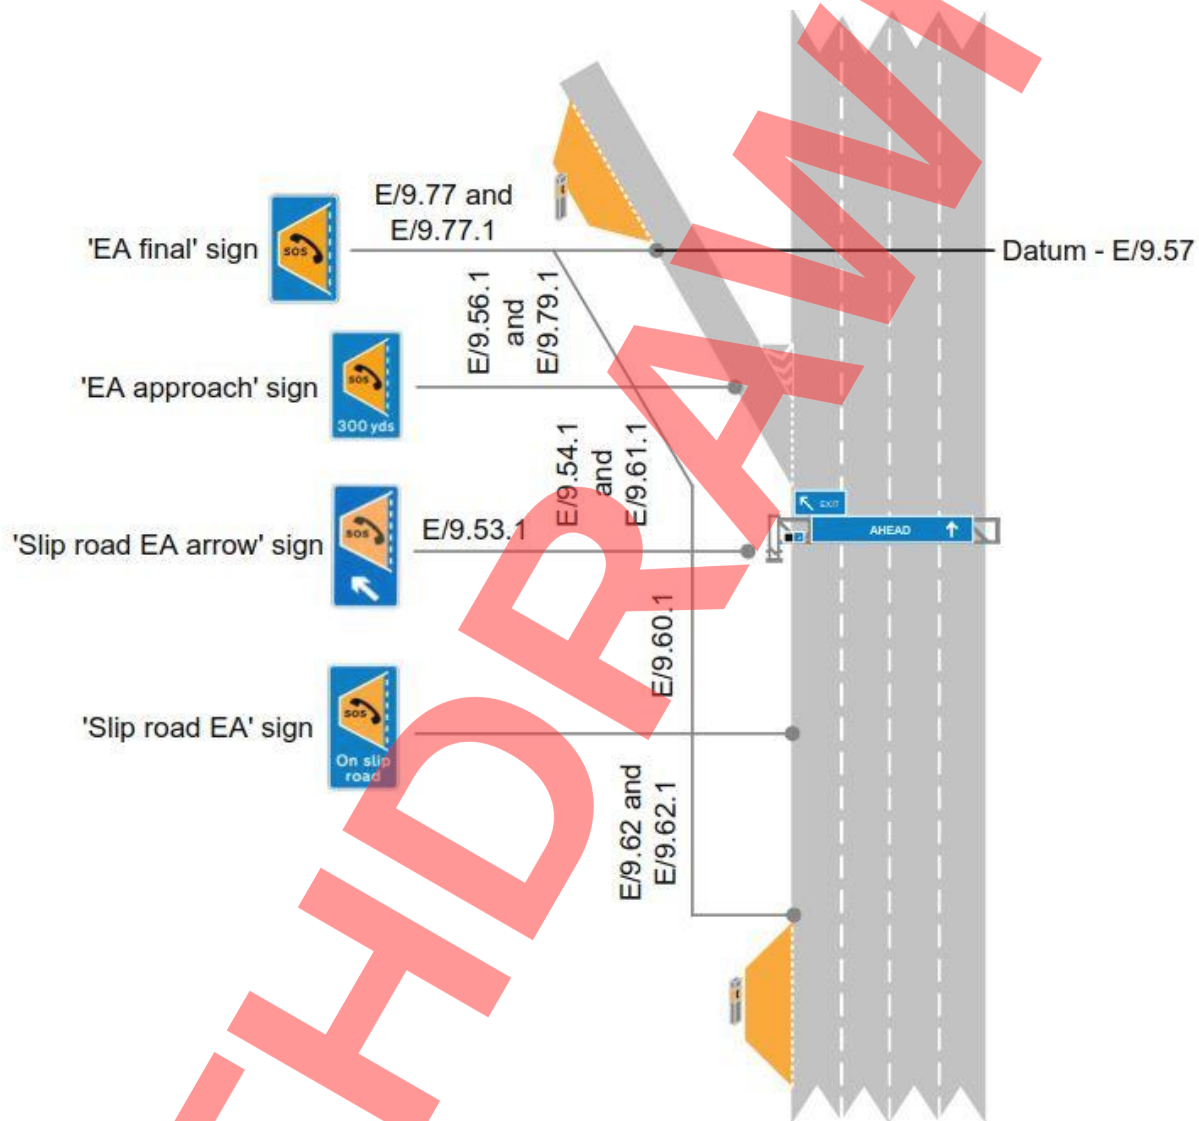 E/9.77 and
E/9.77.1
'EA final' sign
SOS
Datum - E/9.57
E/9.56.1
and
E/9.79.1
'EA approach' sign
SOS
300 yds
E/9.54.1
and
E/9.61.1
EXIT
AHEAD
'Slip road EA arrow' sign
SOS
E/9.53.1
E/9.60.1
'Slip road EA' sign
SOS
On slip
road
E/9.62 and
E/9.62.1
THDRAWN